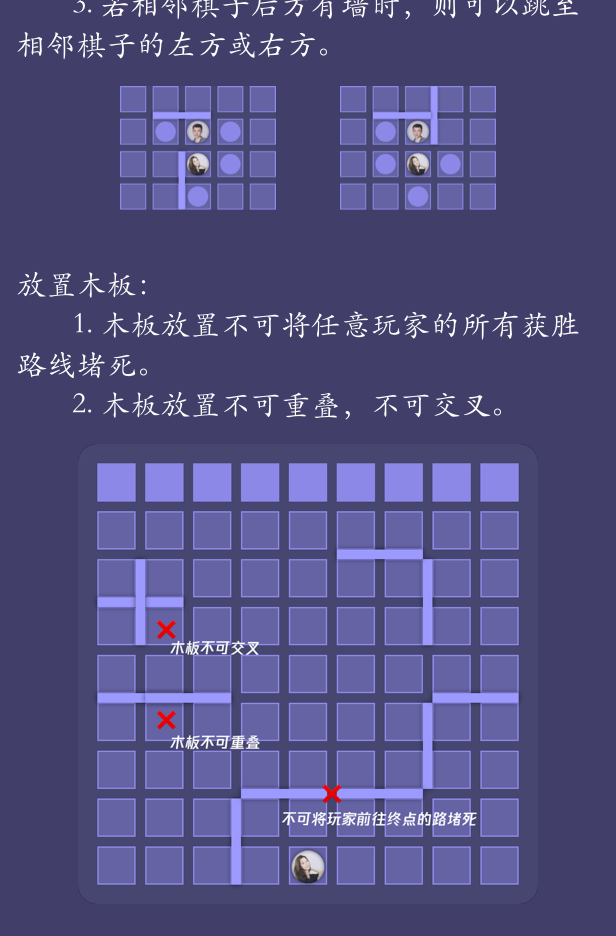 3. 若相邻棋子后方有墙时，则可以跳至
相邻棋子的左方或右方。
放置木板：
1. 木板放置不可将任意玩家的所有获胜
路线堵死。
2. 木板放置不可重叠，不可交叉。
木板不可交叉
木板不可重叠
不可将玩家前往终点的路堵死